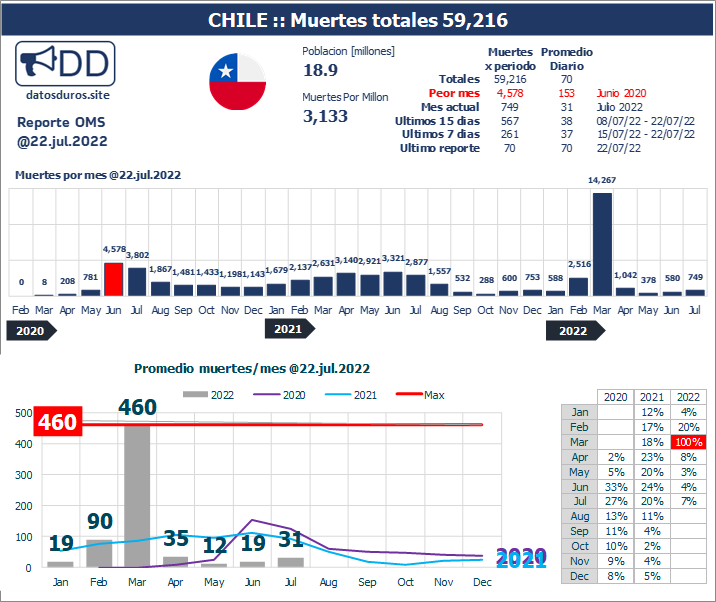 CHILE :: Muertes totales 59,216
DD
datosduros.site
Reporte OMS
@22.jul.2022
Poblacion [millones]
18.9
Muertes Por Millon
3,133
Muertes Promedio
x periodo Diario
Totales 59,216 70
Peor mes 4,578 153 Junio 2020
Mes actual 749 31 Julio 2022
Ultimos 15 dias 567 38 08/07/22 - 22/07/22
Ultimos 7 dias 261 37 15/07/22 - 22/07/22
Ultimo reporte 70 70 22/07/22
Muertes por mes @22.jul.2022
0 8 208 781 4,578 3,802 1,867 1,481 1,433 1,198 1,143 1,679 2,137 2,631 3,140 2,921 3,321 2,877 1,557 532 288 600 753 588 2,516 14,267 1,042 378 580 749
Feb Mar Apr May Jun Jul Aug Sep Oct Nov Dec Jan Feb Mar Apr May Jun Jul Aug Sep Oct Nov Dec Jan Feb Mar Apr May Jun Jul
2020 2021 2022
Promedio muertes/mes @22.jul.2022
2022 2020 2021 Max
500
400
300
200
100
0
460
19 90 460 35 12 19 31
2020
2021
Jan Feb Mar Apr May Jun Jul Aug Sep Oct Nov Dec
2020 2021 2022
Jan 12% 4%
Feb 17% 20%
Mar 18% 100%
Apr 2% 23% 8%
May 5% 20% 3%
Jun 33% 24% 4%
Jul 27% 20% 7%
Aug 13% 11%
Sep 11% 4%
Oct 10% 2%
Nov 9% 4%
Dec 8% 5%